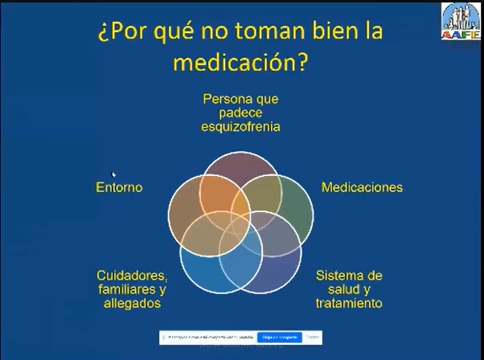 ¿Por qué no toman bien la
medicación?
AAFE
Persona que
padece
esquizofrenia
Entorno
Medicaciones
Cuidadores,
familiares y
allegados
Sistema de
salud y
tratamiento